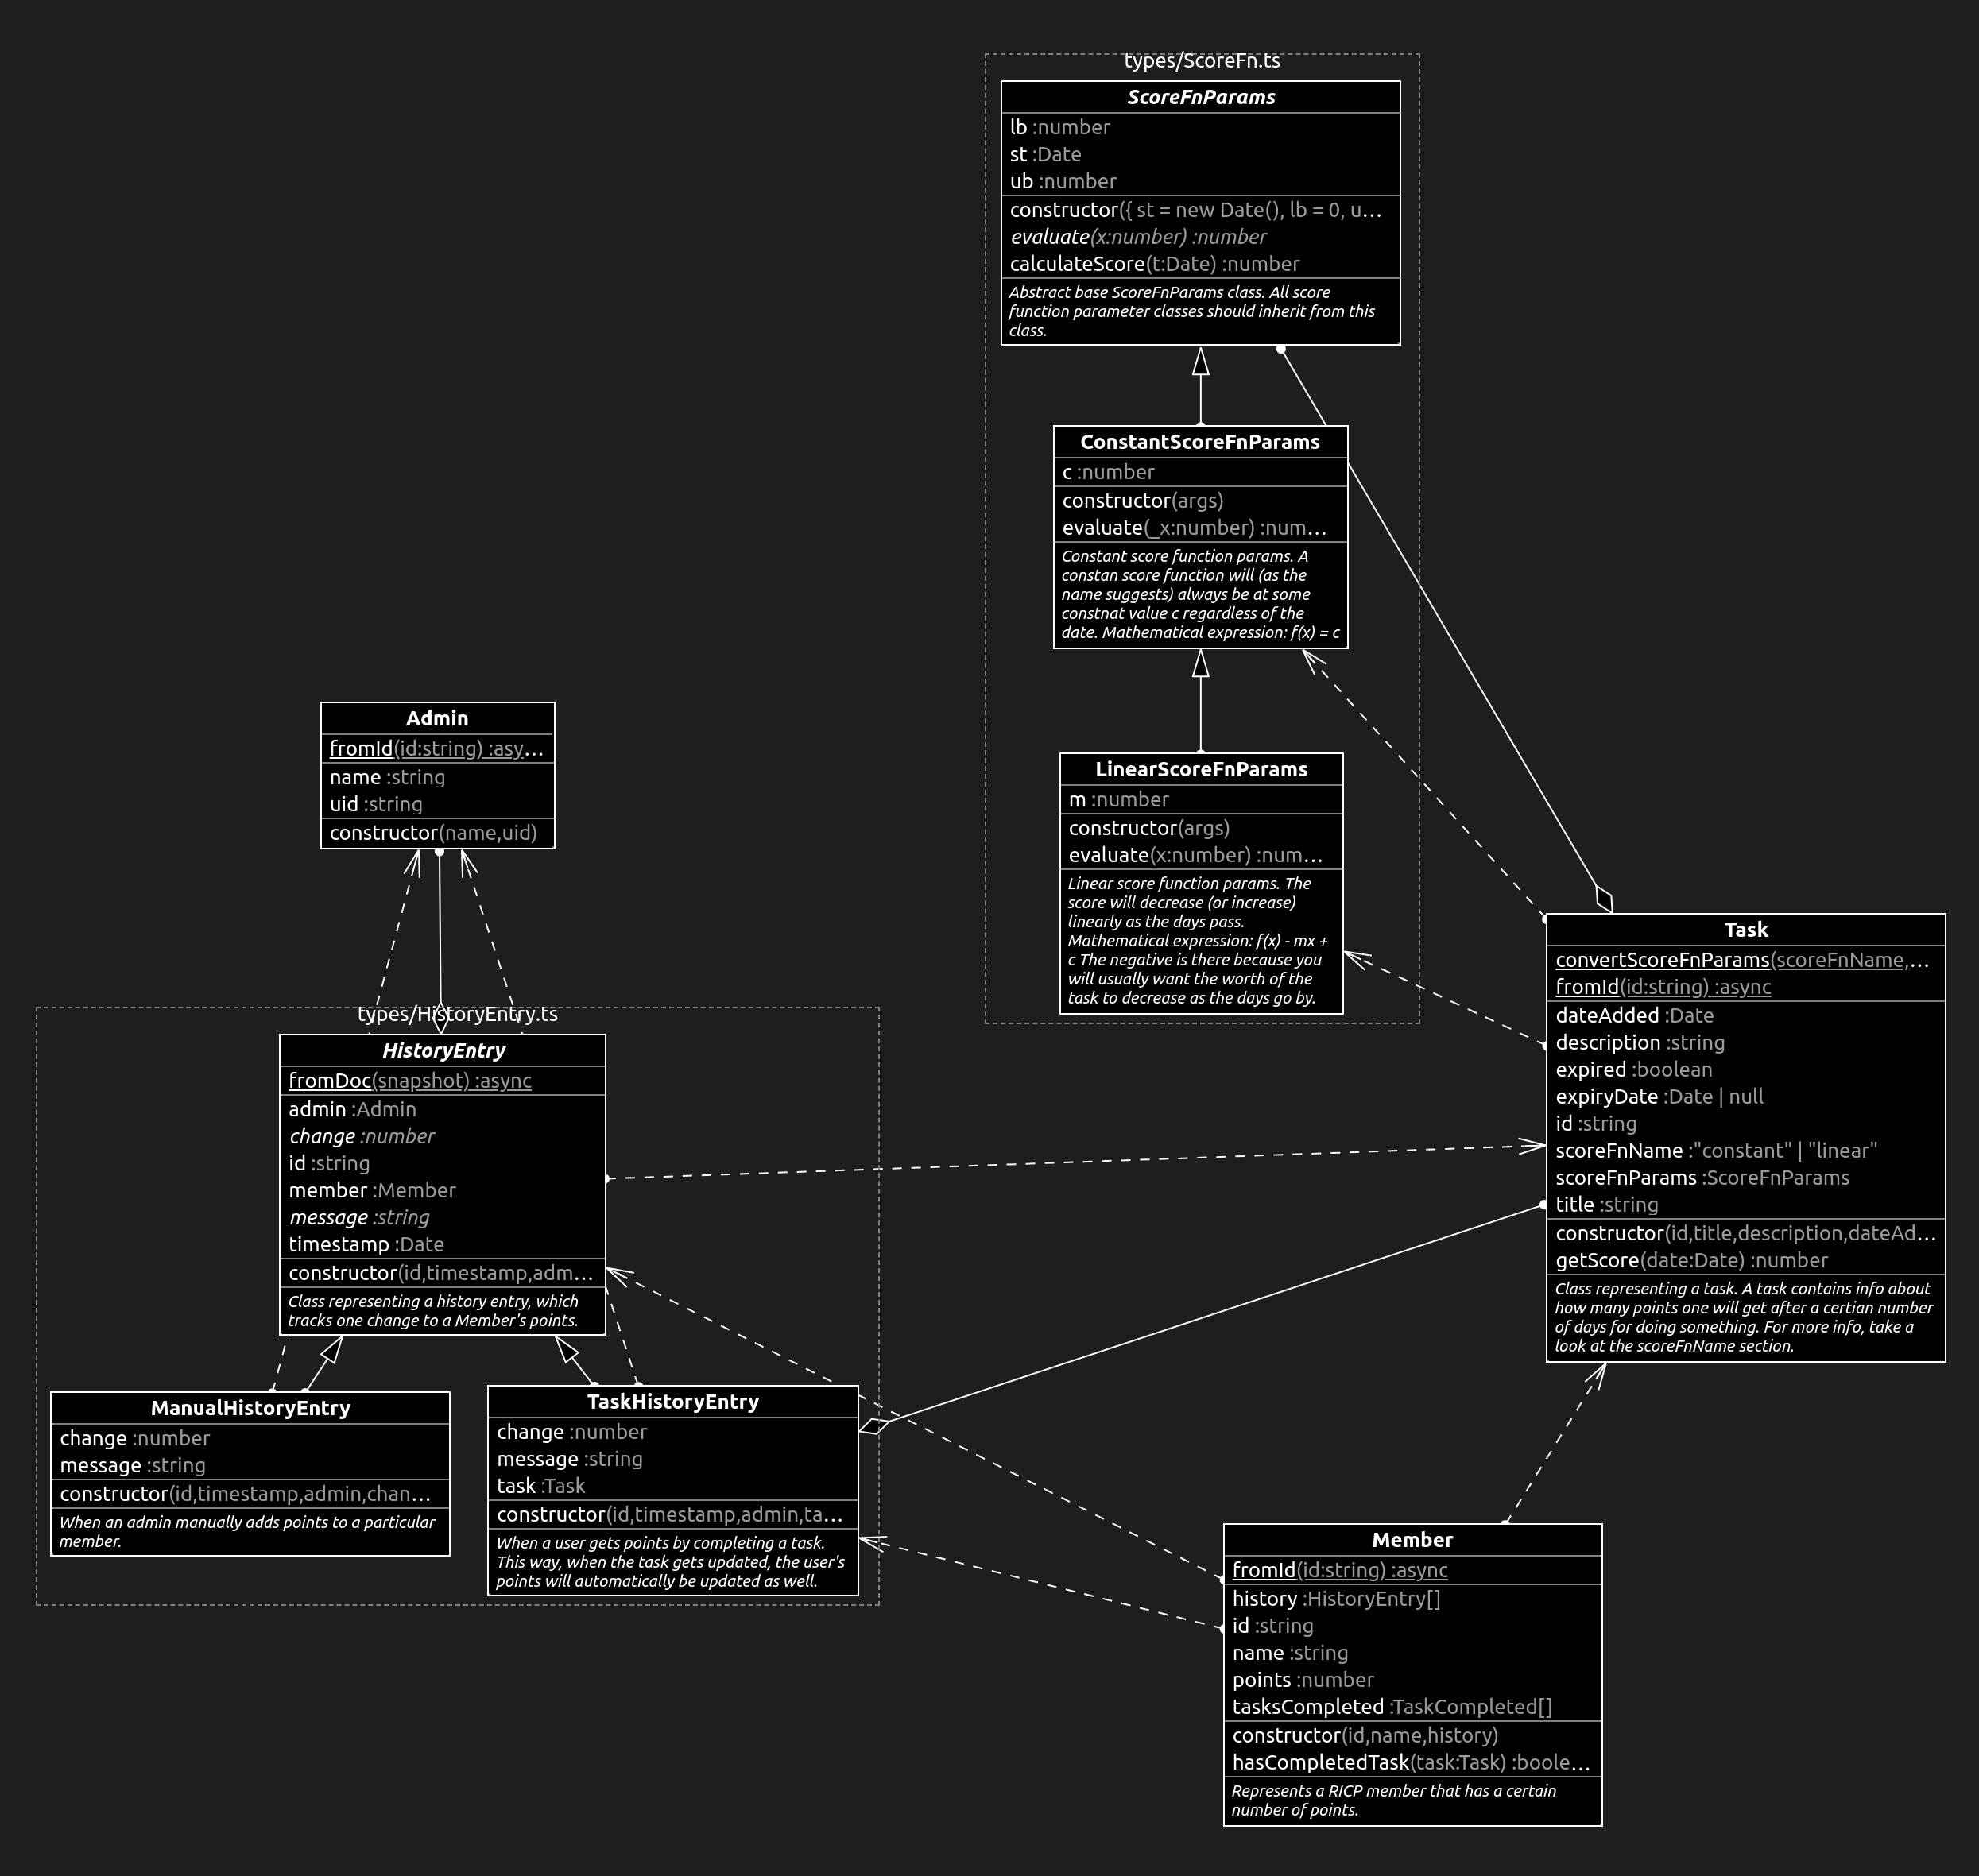 types/ScoreFn.ts
ScoreFnParams
lb :number
st :Date
ub :number
constructor({ st = new Date(), lb = 0, u…
evaluate(x:number) :number
calculateScore(t:Date) :number
Abstract base ScoreFnParams class. All score
function parameter classes should inherit from this
class.
ConstantScoreFnParams
c :number
constructor(args)
evaluate(_x:number) :num…
Constant score function params. A
constan score function will (as the
name suggests) always be at some
constnat value c regardless of the
date. Mathematical expression: f(x) = c
LinearScoreFnParams
m :number
constructor(args)
evaluate(x:number) :num…
Linear score function params. The
score will decrease (or increase)
linearly as the days pass.
Mathematical expression: f(x) - mx +
c The negative is there because you
will usually want the worth of the
task to decrease as the days go by.
Admin
fromId(id:string) :asy…
name :string
uid :string
constructor(name,uid)
types/HistoryEntry.ts
HistoryEntry
fromDoc(snapshot) :async
admin :Admin
change :number
id :string
member :Member
message :string
timestamp :Date
constructor(id,timestamp,adm…
Class representing a history entry, which
tracks one change to a Member's points.
ManualHistoryEntry
change :number
message :string
constructor(id,timestamp,admin,chan…
When an admin manually adds points to a particular
member.
TaskHistoryEntry
change :number
message :string
task :Task
constructor(id,timestamp,admin,ta…
When a user gets points by completing a task.
This way, when the task gets updated, the user's
points will automatically be updated as well.
Task
convertScoreFnParams(scoreFnName,…
fromId(id:string) :async
dateAdded :Date
description :string
expired :boolean
expiryDate :Date | null
id :string
scoreFnName :"constant" | "linear"
scoreFnParams :ScoreFnParams
title :string
constructor(id,title,description,dateAd…
getScore(date:Date) :number
Class representing a task. A task contains info about
how many points one will get after a certian number
of days for doing something. For more info, take a
look at the scoreFnName section.
Member
fromId(id:string) :async
history :HistoryEntry[]
id :string
name :string
points :number
tasksCompleted :TaskCompleted[]
constructor(id,name,history)
hasCompletedTask(task:Task) :boole…
Represents a RICP member that has a certain
number of points.